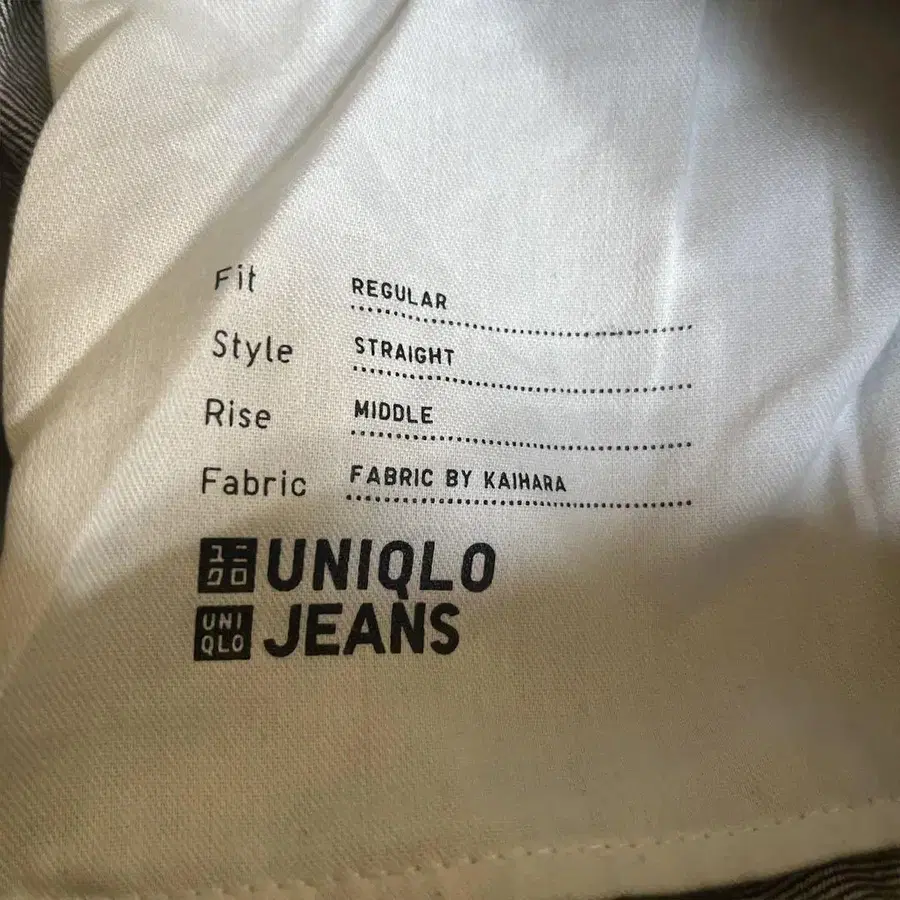 Fit REGULAR
Style STRAIGHT
Rise MIDDLE
Fabric FABRIC BY KAIHARA
ユニ
クロ
UNIQLO
UNI
QLO
JEANS